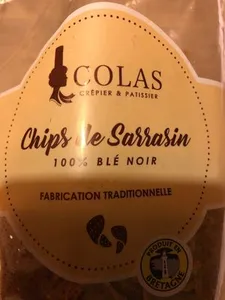 COLAS
CRÊPIER & PATISSIER
Chips de Sarrasin
100% BLÉ NOIR
FABRICATION TRADITIONNELLE
PRODUIT EN
BRETAGNE